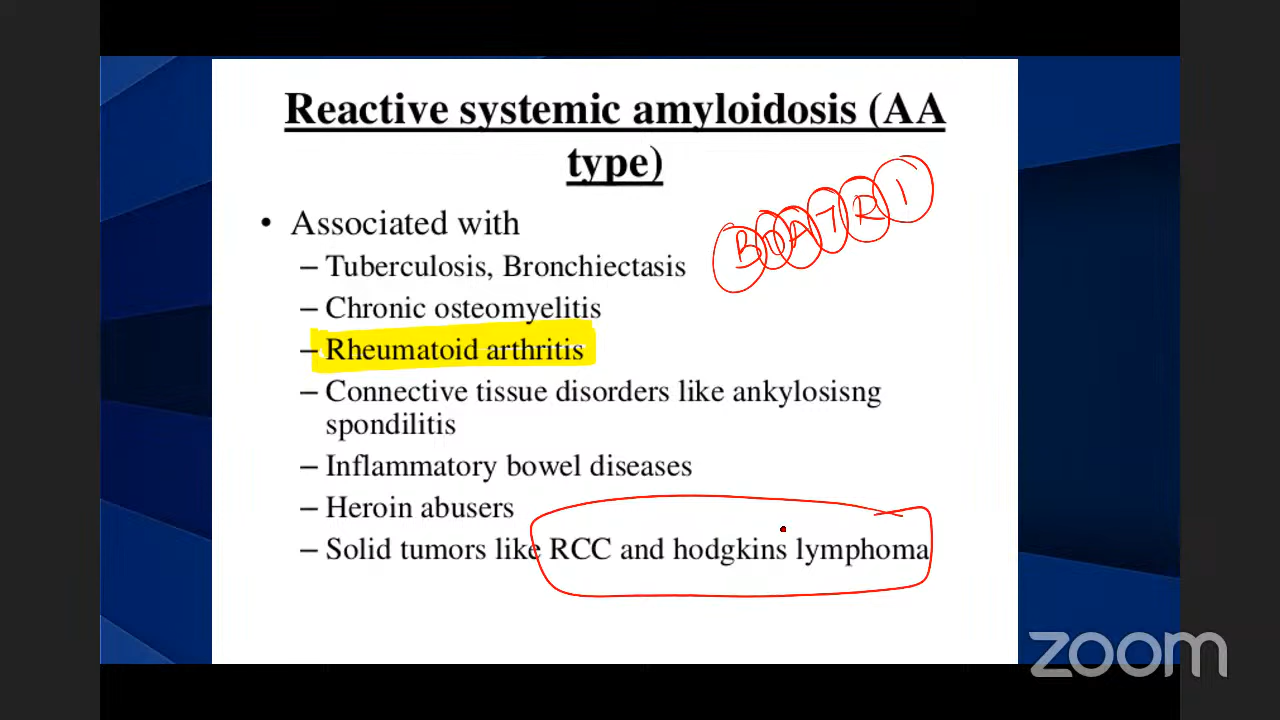 Reactive systemic amyloidosis (AA
type)
BOATRI
• Associated with
– Tuberculosis, Bronchiectasis
– Chronic osteomyelitis
– Rheumatoid arthritis
– Connective tissue disorders like ankylosisng
spondilitis
– Inflammatory bowel diseases
– Heroin abusers
– Solid tumors like RCC and hodgkins lymphoma
zoom